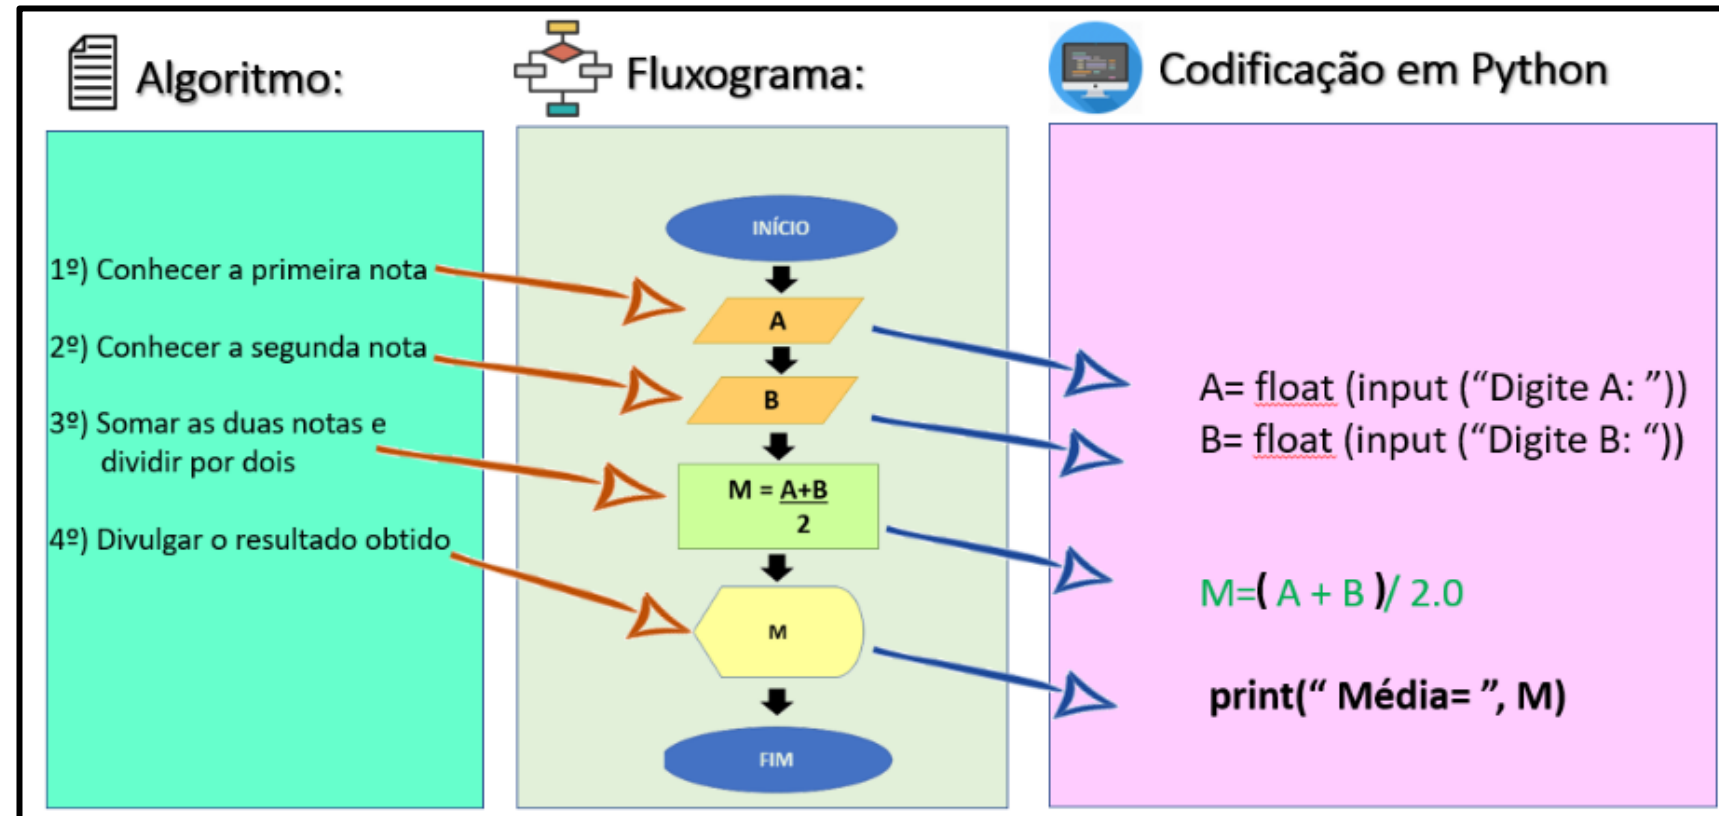 Algoritmo:
1º) Conhecer a primeira nota
2º) Conhecer a segunda nota
3º) Somar as duas notas e
dividir por dois
4º) Divulgar o resultado obtido
Fluxograma:
INÍCIO
A
B
M = A+B
2
M
FIM
Codificação em Python
A= float (input (“Digite A: ”))
B= float (input (“Digite B: “))
M=( A + B )/ 2.0
print(“ Média= ”, M)